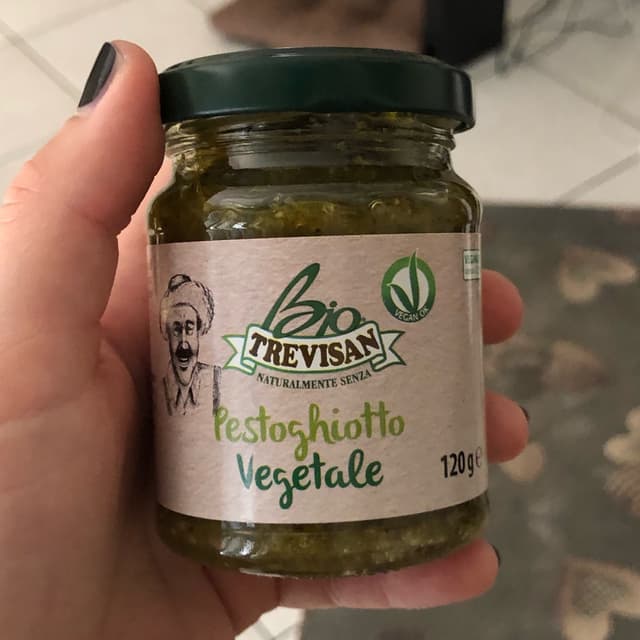 Bio
TREVISAN
NATURALMENTE SENZA
VEGAN OK
Pestoghiotto
Vegetale
120g e